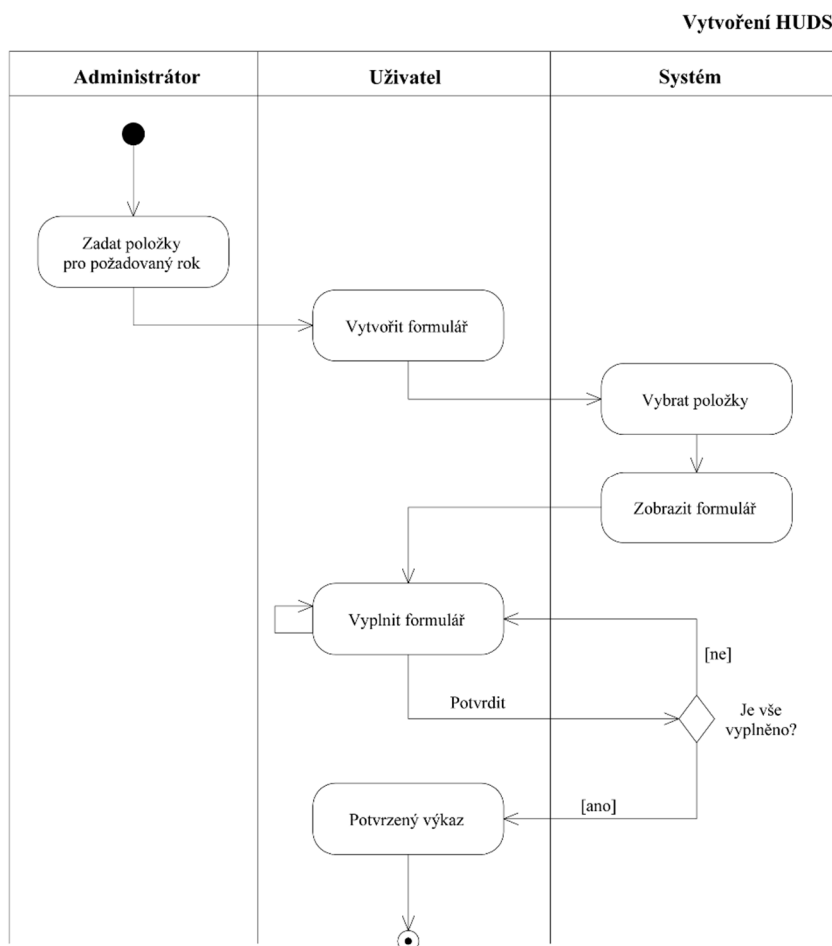 Vytvoření HUDS
Administrátor
Uživatel
Systém
Zadat položky
pro požadovaný rok
Vytvořit formulář
Vybrat položky
Zobrazit formulář
Vyplnit formulář
[ne]
Potvrdit
Je vše
vyplněno?
[ano]
Potvrzený výkaz